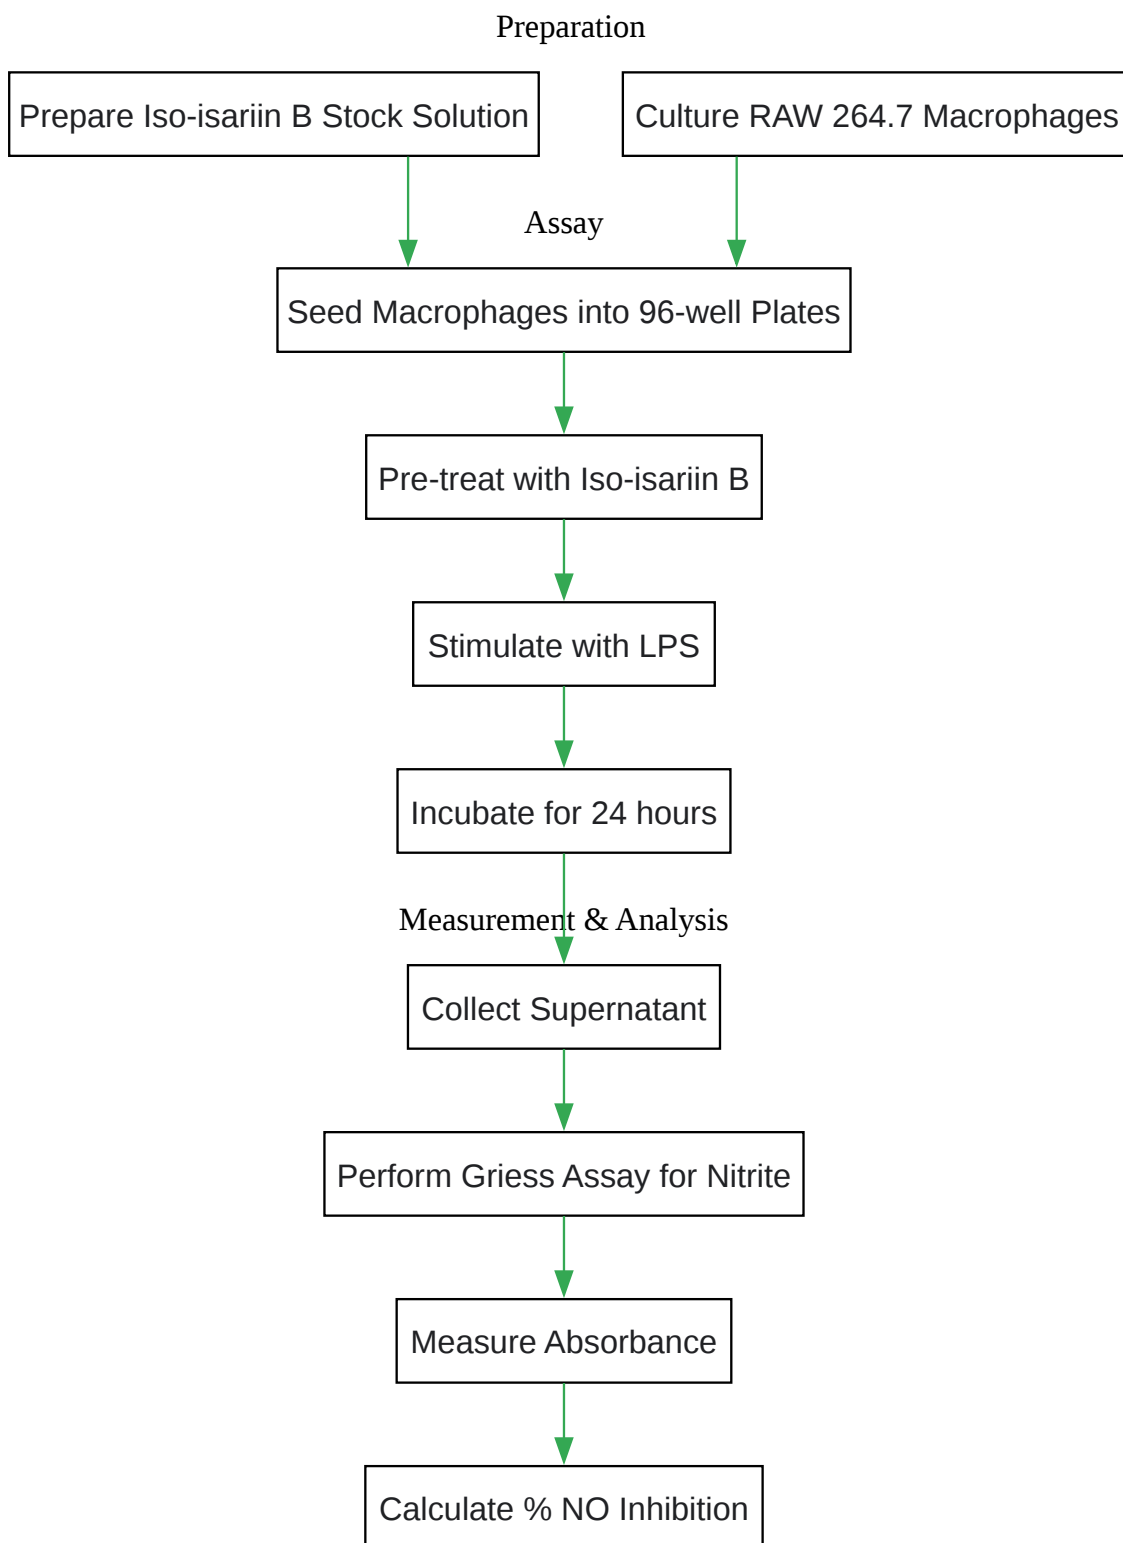 Preparation
Prepare Iso-isariin B Stock Solution
Culture RAW 264.7 Macrophages
Assay
Seed Macrophages into 96-well Plates
Pre-treat with Iso-isariin B
Stimulate with LPS
Incubate for 24 hours
Measurement & Analysis
Collect Supernatant
Perform Griess Assay for Nitrite
Measure Absorbance
Calculate % NO Inhibition